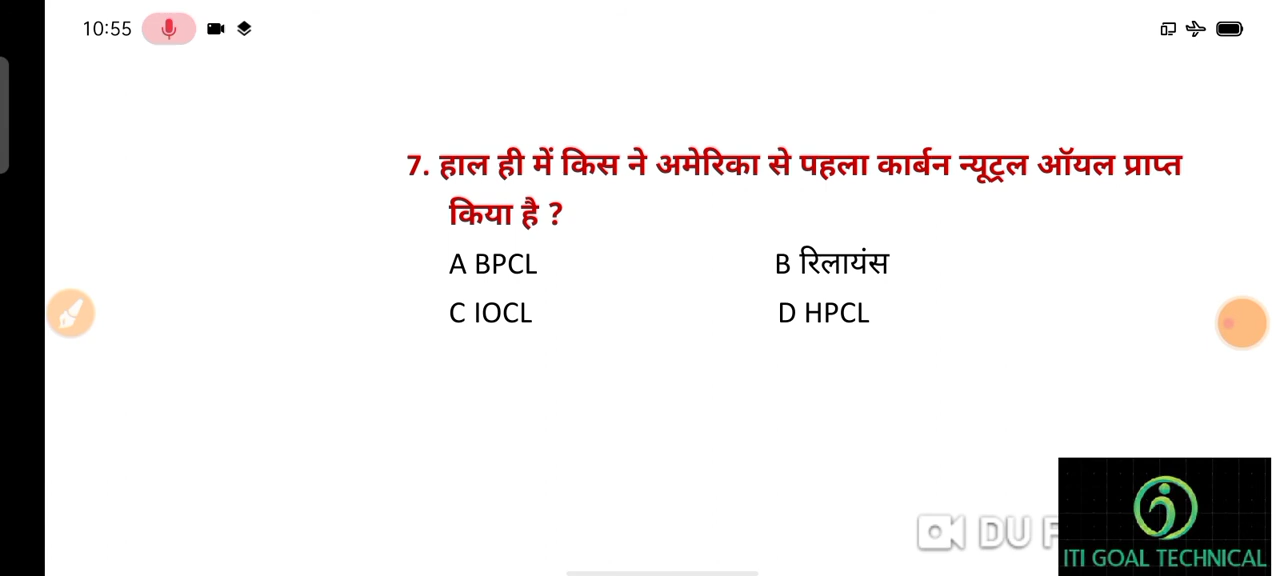 10:55
7. हाल ही में किस ने अमेरिका से पहला कार्बन न्यूट्रल ऑयल प्राप्त
किया है ?
A BPCL B रिलायंस
C IOCL D HPCL
DU
ITI GOAL TECHNICAL